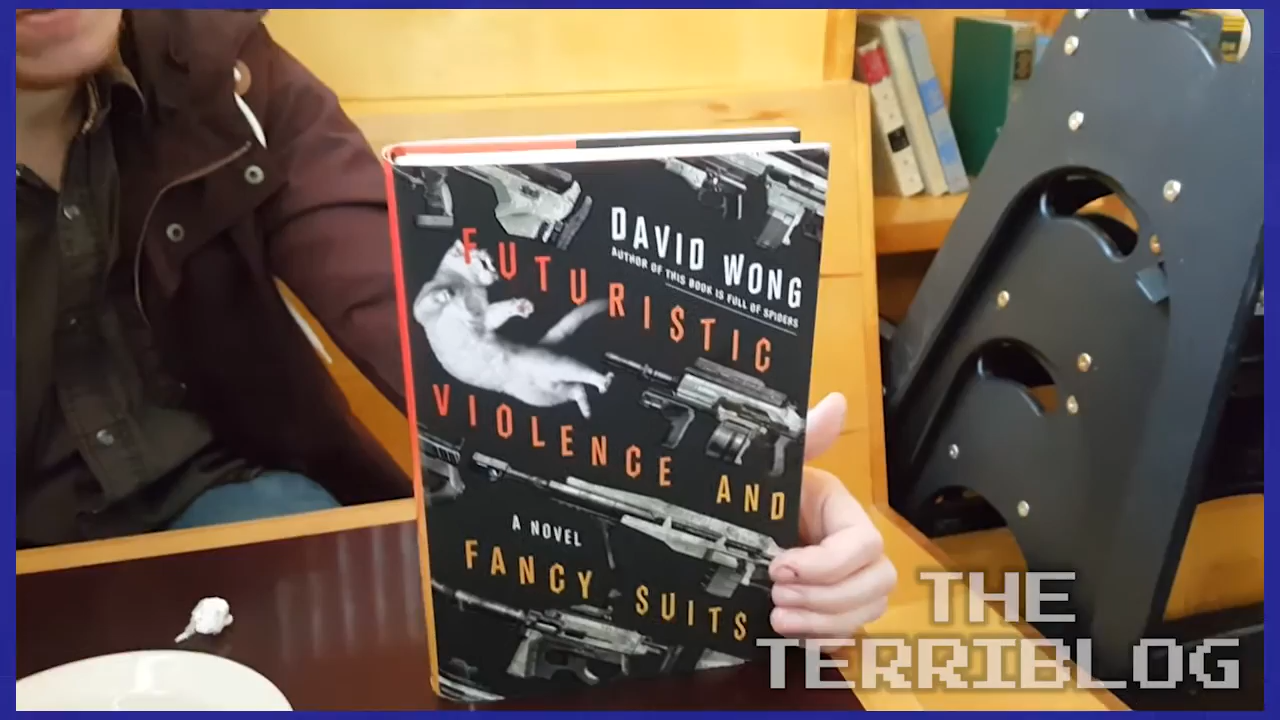 DAVID WONG
AUTHOR OF THIS BOOK IS FULL OF SPIDERS
FUTURISTIC
VIOLENCE AND
A NOVEL
FANCY SUITS
THE
TERRIBLOG